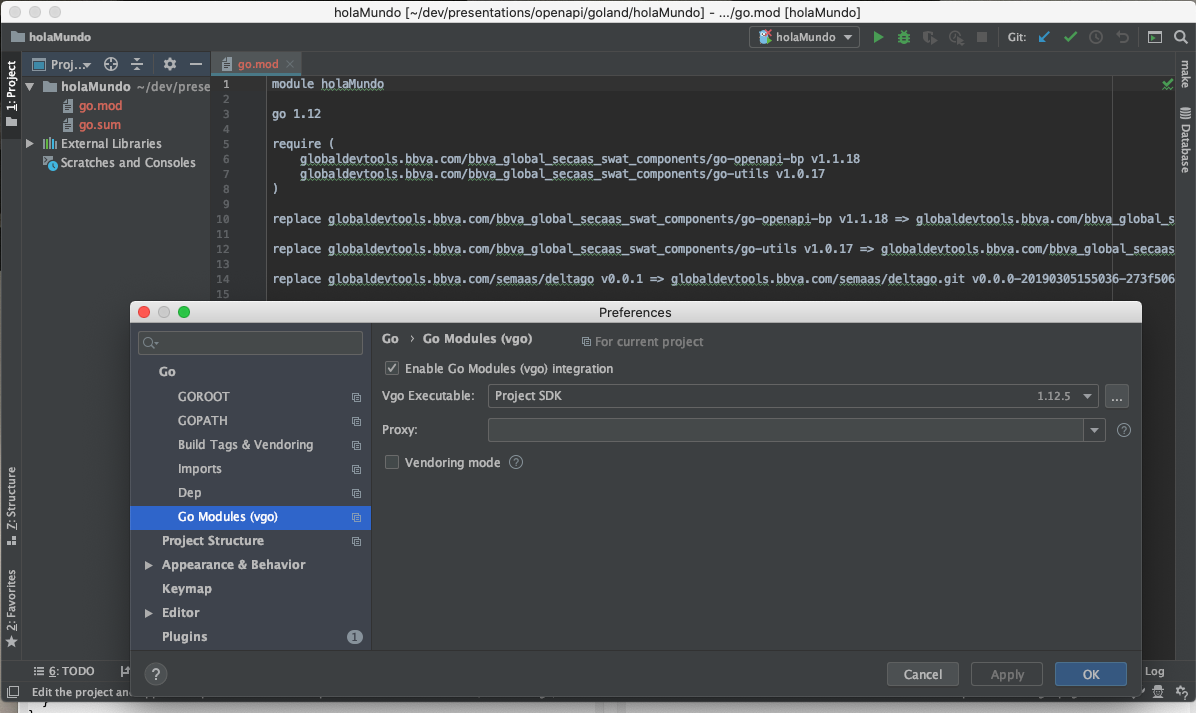 holaMundo [~/dev/presentations/openapi/goland/holaMundo] - .../go.mod [holaMundo]
holaMundo
holaMundo
Git:
1: Project
Proj...
go.mod
holaMundo ~/dev/prese
go.mod
go.sum
External Libraries
Scratches and Consoles
1 module holaMundo
2
3 go 1.12
4
5 require (
6 globaldevtools.bbva.com/bbva_global_secaas_swat_components/go-openapi-bp v1.1.18
7 globaldevtools.bbva.com/bbva_global_secaas_swat_components/go-utils v1.0.17
8 )
9
10 replace globaldevtools.bbva.com/bbva_global_secaas_swat_components/go-openapi-bp v1.1.18 => globaldevtools.bbva.com/bbva_global_s
11
12 replace globaldevtools.bbva.com/bbva_global_secaas_swat_components/go-utils v1.0.17 => globaldevtools.bbva.com/bbva_global_secaas
13
14 replace globaldevtools.bbva.com/semaas/deltago v0.0.1 => globaldevtools.bbva.com/semaas/deltago.git v0.0.0-20190305155036-273f506
15
make
Database
Preferences
Go
GOROOT
GOPATH
Build Tags & Vendoring
Imports
Dep
Go Modules (vgo)
Project Structure
Appearance & Behavior
Keymap
Editor
Plugins 1
Go › Go Modules (vgo) For current project
Enable Go Modules (vgo) integration
Vgo Executable: Project SDK 1.12.5 ...
Proxy: ?
Vendoring mode ?
? Cancel Apply OK
Z: Structure
2: Favorites
6: TODO
Log
Edit the project and